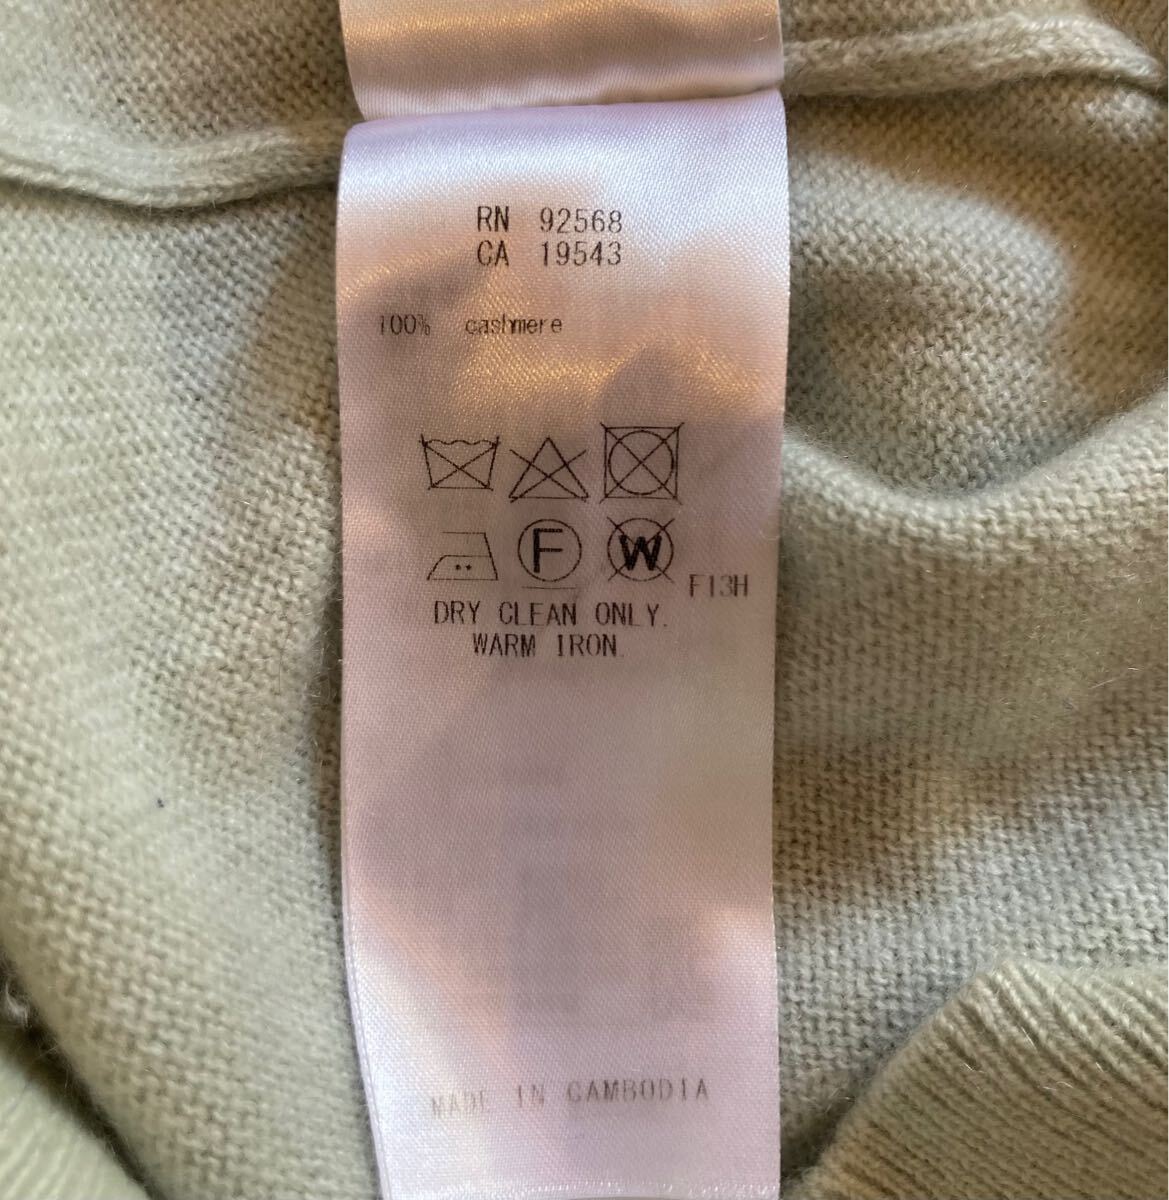 RN 92568
CA 19543
100% cashmere
F W
F13H
DRY CLEAN ONLY.
WARM IRON.
MADE IN CAMBODIA